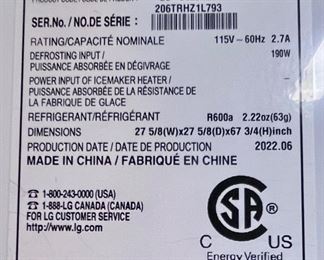 206TRHZ1L793
SER.No. / NO.DE SÉRIE :
RATING/CAPACITÉ NOMINALE 115V~60Hz 2.7A
DEFROSTING INPUT / 190W
PUISSANCE ABSORBÉE EN DÉGIVRAGE
POWER INPUT OF ICEMAKER HEATER / –
PUISSANCE ABSORBÉE DE LA RÉSISTANCE
DE FABRIQUE DE GLACE
REFRIGERANT/RÉFRIGÉRANT R600a 2.22oz(63g)
DIMENSIONS 27 5/8(W)x27 5/8(D)x67 3/4(H)inch
PRODUCTION DATE / DATE DE PRODUCTION 2022.06
MADE IN CHINA / FABRIQUÉ EN CHINE
☎ 1-800-243-0000 (USA)
☎ 1-888-LG CANADA (CANADA)
FOR LG CUSTOMER SERVICE
http://www.lg.com
SA
C US
Energy Verified